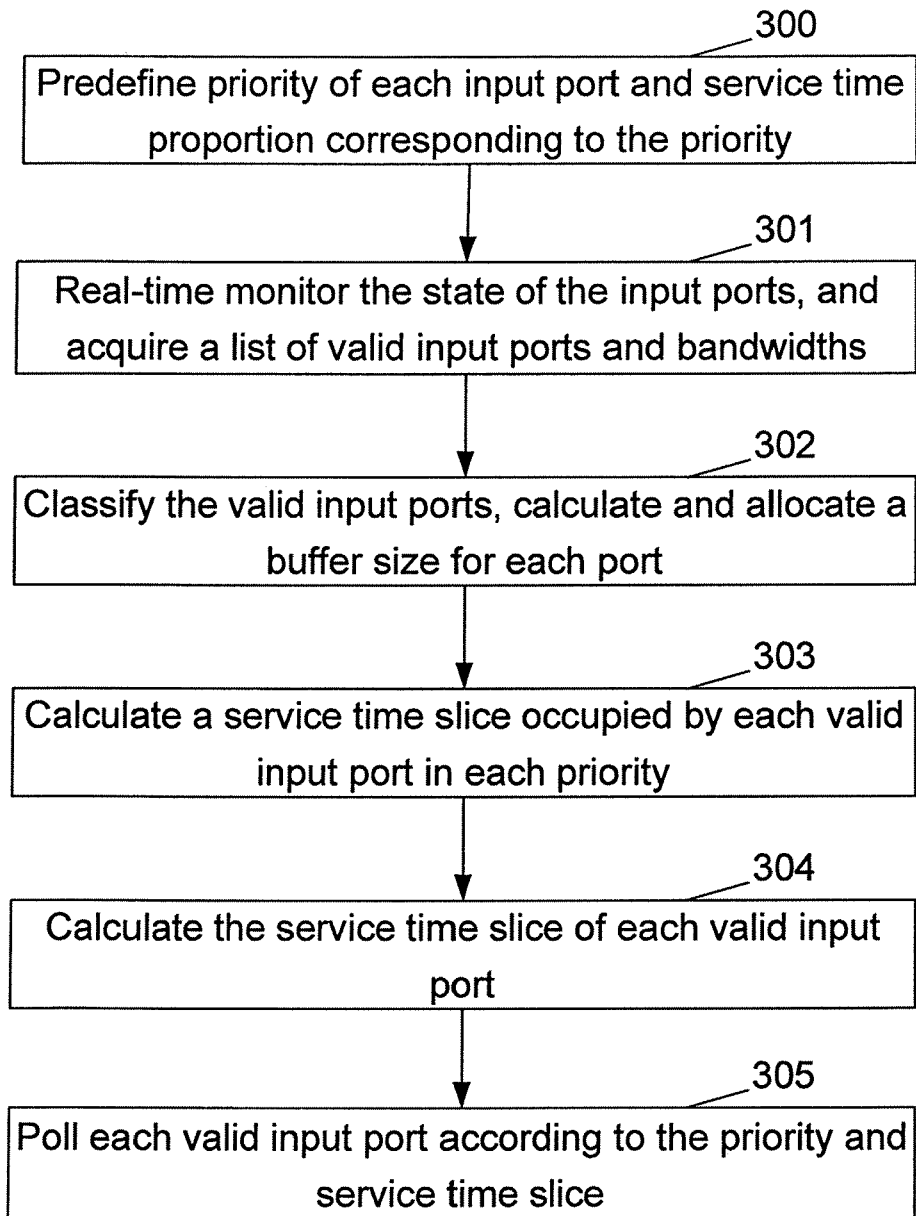 300
Predefine priority of each input port and service time
proportion corresponding to the priority
301
Real-time monitor the state of the input ports, and
acquire a list of valid input ports and bandwidths
302
Classify the valid input ports, calculate and allocate a
buffer size for each port
303
Calculate a service time slice occupied by each valid
input port in each priority
304
Calculate the service time slice of each valid input
port
305
Poll each valid input port according to the priority and
service time slice